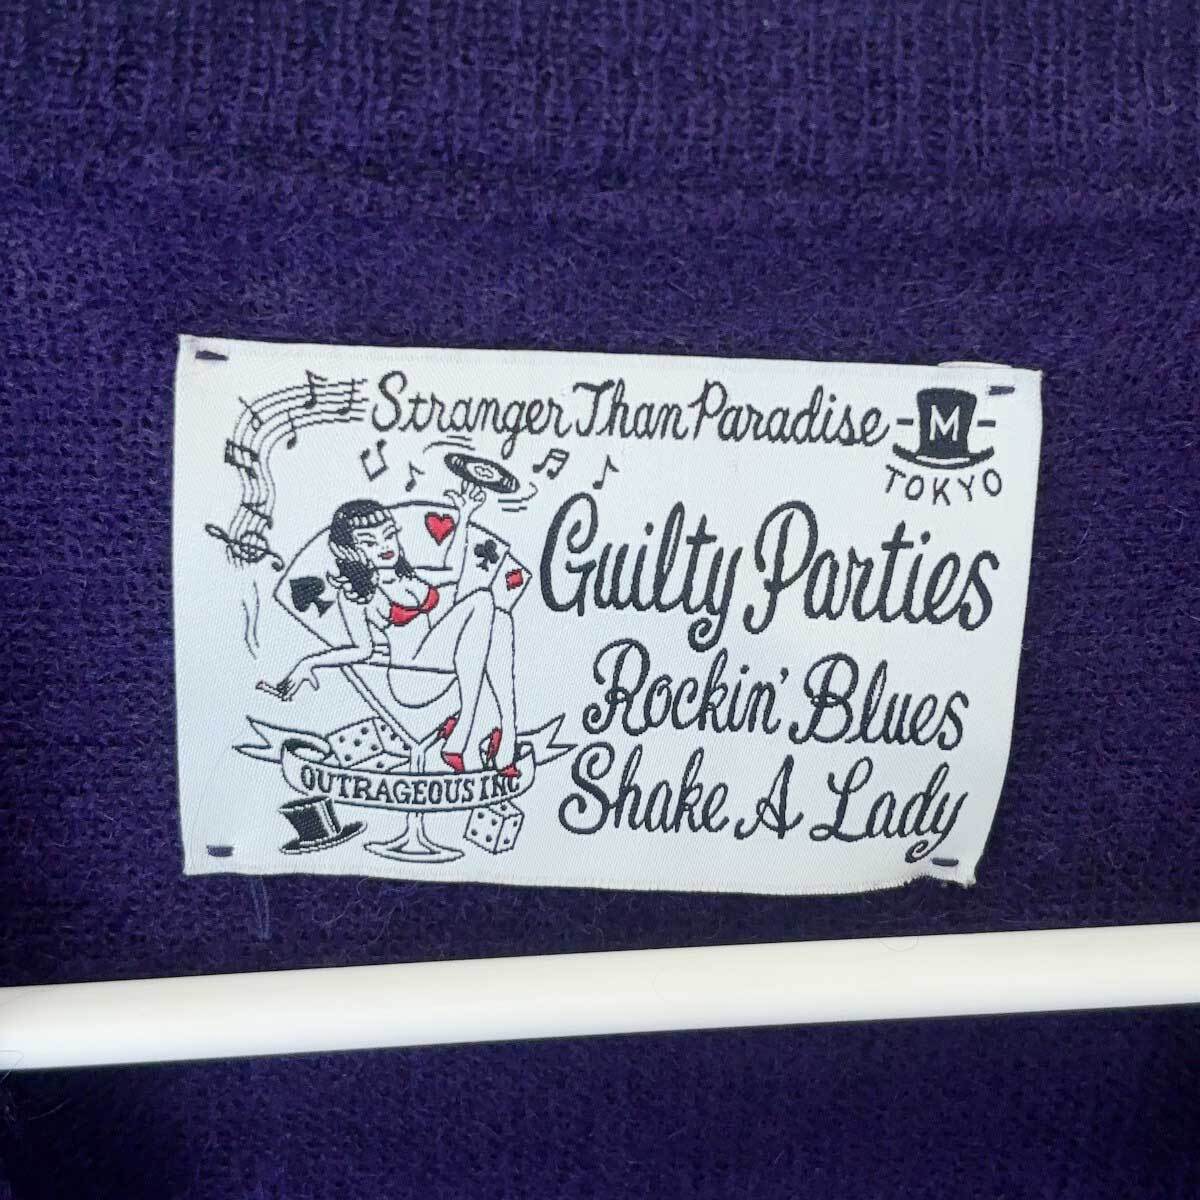 Stranger Than Paradise
-M-
TOKYO
Guilty Parties
Rockin' Blues
Shake A Lady
OUTRAGEOUS INC